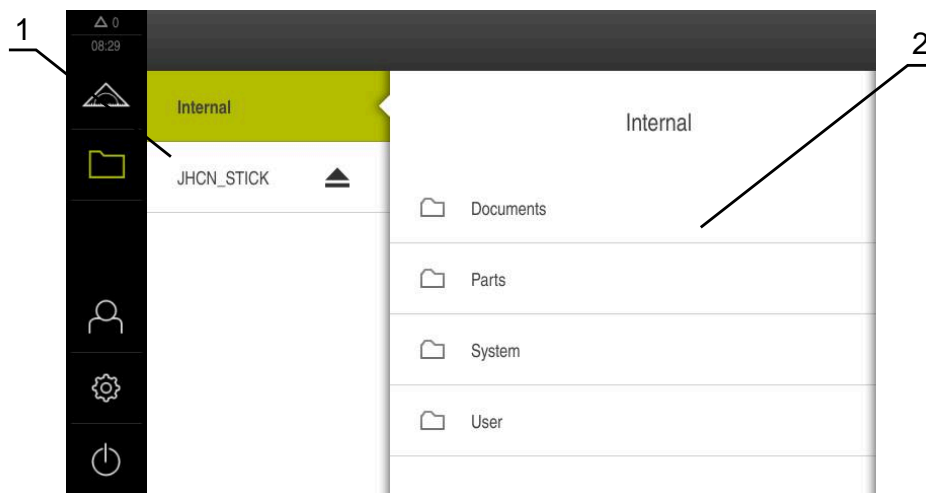 1
△ 0
08:29
2
Internal
Internal
JHCN_STICK
Documents
Parts
System
User